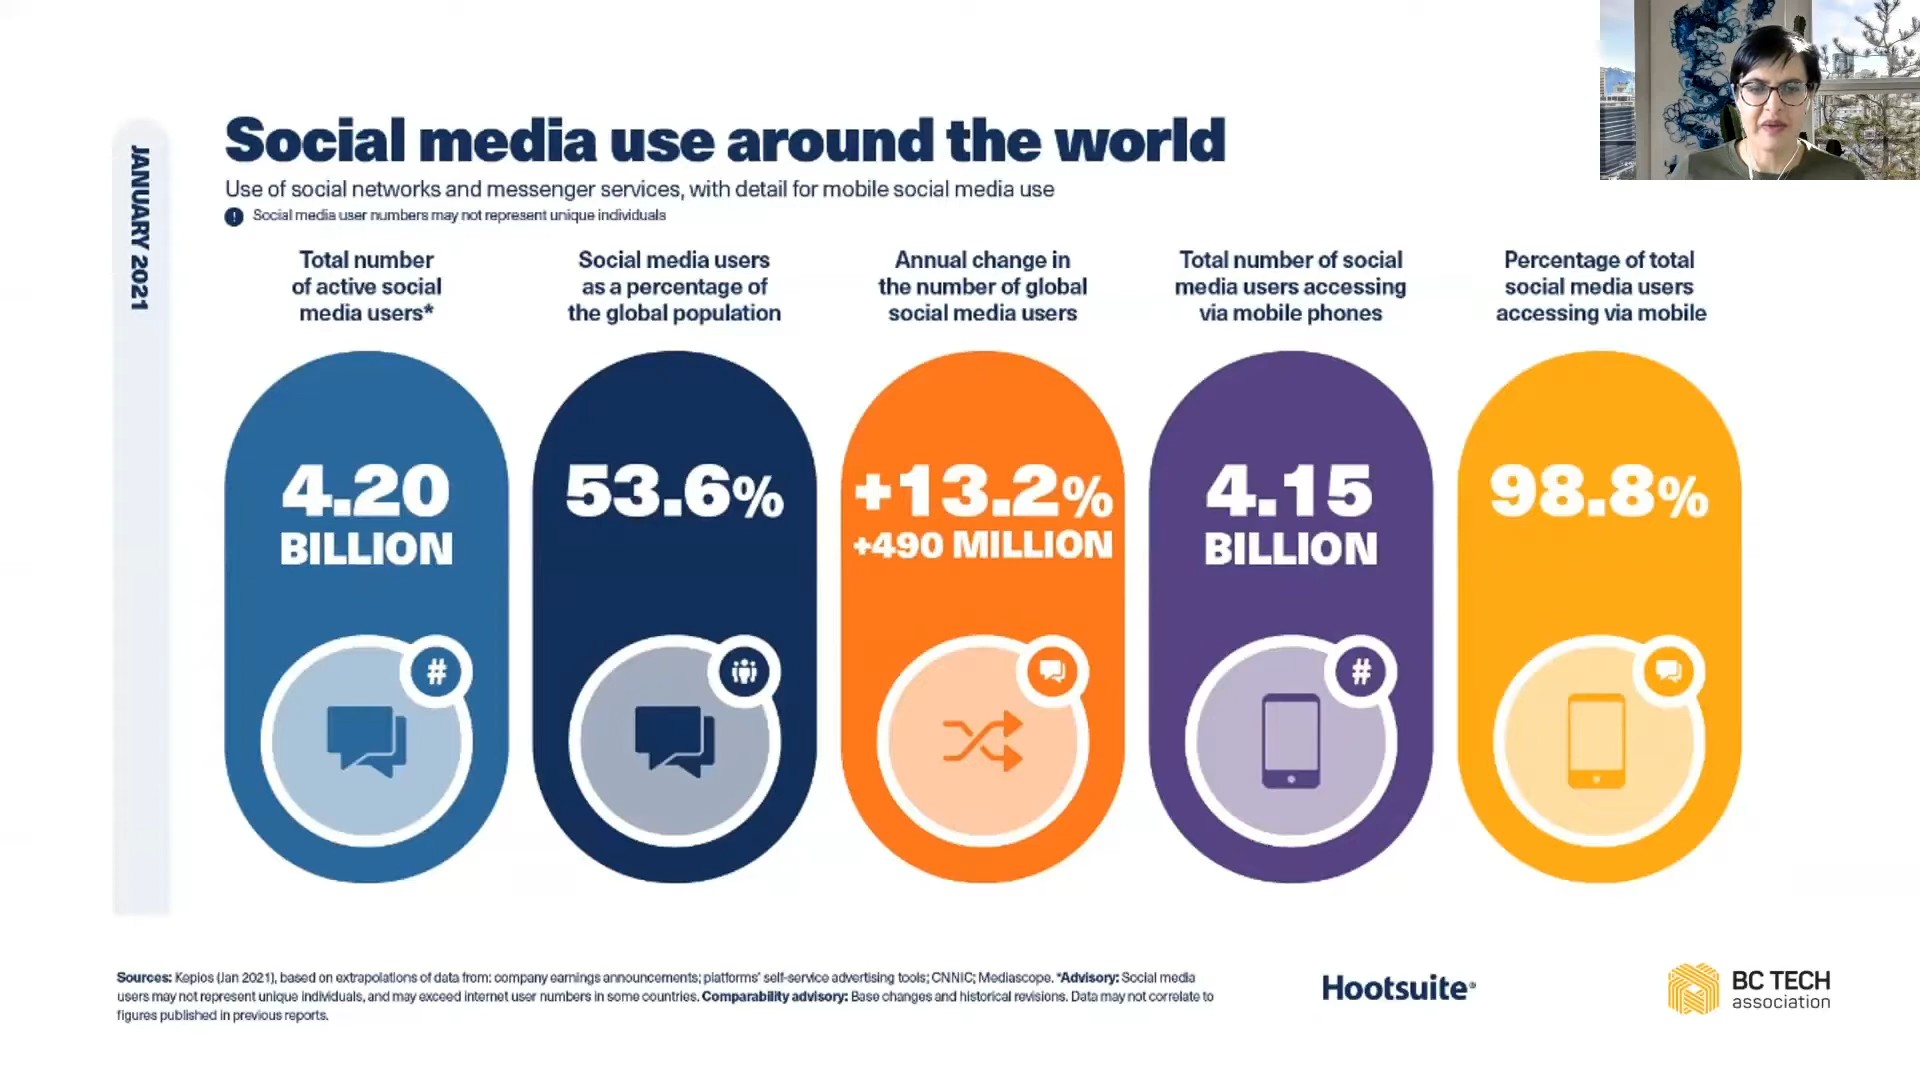 JANUARY 2021
Social media use around the world
Use of social networks and messenger services, with detail for mobile social media use
! Social media user numbers may not represent unique individuals
Total number
of active social
media users*
4.20
BILLION
#
Social media users
as a percentage of
the global population
53.6%
Annual change in
the number of global
social media users
+13.2%
+490 MILLION
Total number of social
media users accessing
via mobile phones
4.15
BILLION
#
Percentage of total
social media users
accessing via mobile
98.8%
Sources: Kepios (Jan 2021), based on extrapolations of data from: company earnings announcements; platforms' self-service advertising tools; CNNIC; Mediascope. *Advisory: Social media
users may not represent unique individuals, and may exceed internet user numbers in some countries. Comparability advisory: Base changes and historical revisions. Data may not correlate to
figures published in previous reports.
Hootsuite®
BC TECH
association